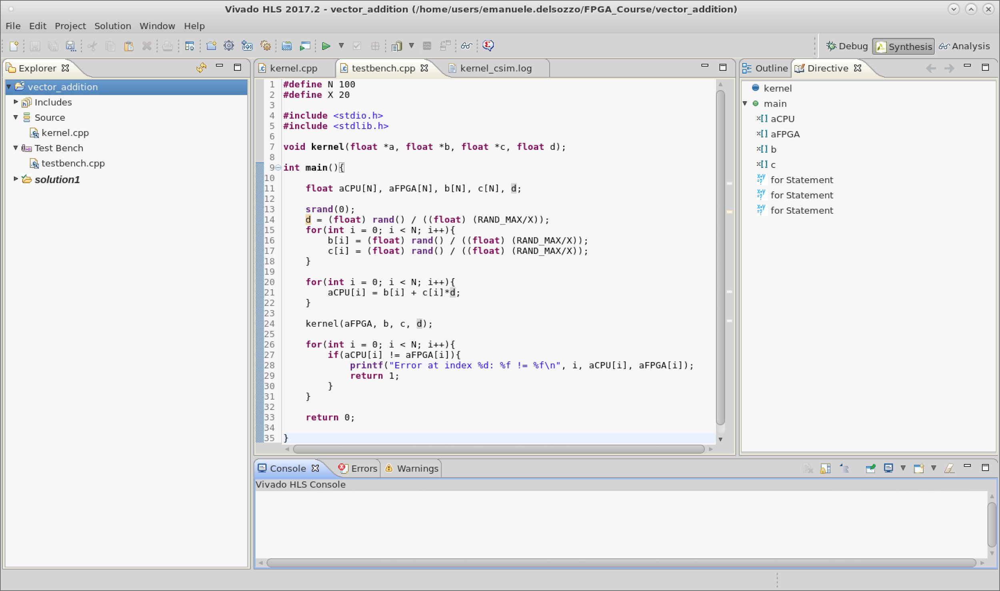 Vivado HLS 2017.2 - vector_addition (/home/users/emanuele.delsozzo/FPGA_Course/vector_addition)
File Edit Project Solution Window Help
Debug Synthesis Analysis
Explorer
vector_addition
Includes
Source
kernel.cpp
Test Bench
testbench.cpp
solution1
kernel.cpp testbench.cpp kernel_csim.log
1 #define N 100
2 #define X 20
3
4 #include <stdio.h>
5 #include <stdlib.h>
6
7 void kernel(float *a, float *b, float *c, float d);
8
9 int main(){
10
11     float aCPU[N], aFPGA[N], b[N], c[N], d;
12
13     srand(0);
14     d = (float) rand() / ((float) (RAND_MAX/X));
15     for(int i = 0; i < N; i++){
16         b[i] = (float) rand() / ((float) (RAND_MAX/X));
17         c[i] = (float) rand() / ((float) (RAND_MAX/X));
18     }
19
20     for(int i = 0; i < N; i++){
21         aCPU[i] = b[i] + c[i]*d;
22     }
23
24     kernel(aFPGA, b, c, d);
25
26     for(int i = 0; i < N; i++){
27         if(aCPU[i] != aFPGA[i]){
28             printf("Error at index %d: %f != %f\n", i, aCPU[i], aFPGA[i]);
29             return 1;
30         }
31     }
32
33     return 0;
34
35 }
Outline Directive
kernel
main
x[] aCPU
x[] aFPGA
x[] b
x[] c
for Statement
for Statement
for Statement
Console Errors Warnings
Vivado HLS Console